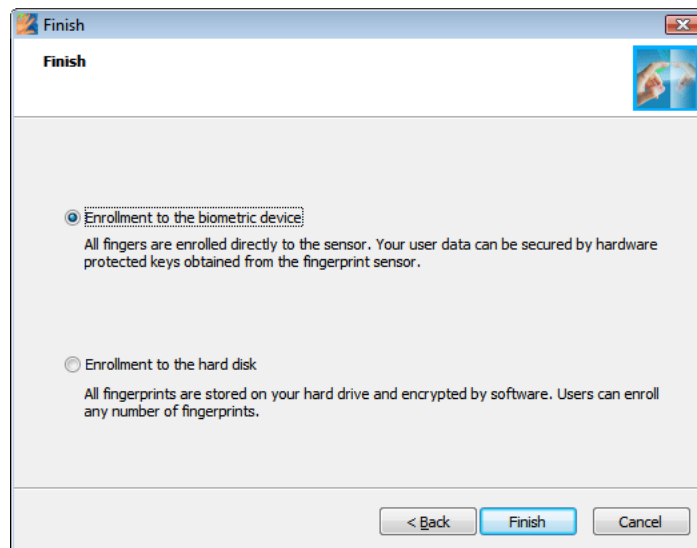 Finish
Finish
Enrollment to the biometric device
All fingers are enrolled directly to the sensor. Your user data can be secured by hardware
protected keys obtained from the fingerprint sensor.
Enrollment to the hard disk
All fingerprints are stored on your hard drive and encrypted by software. Users can enroll
any number of fingerprints.
< Back Finish Cancel